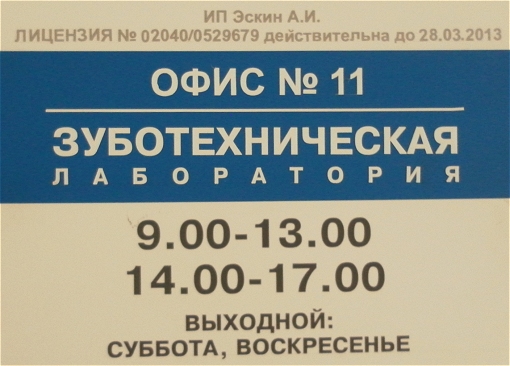 ИП Эскин А.И.
ЛИЦЕНЗИЯ № 02040/0529679 действительна до 28.03.2013
ОФИС № 11
ЗУБОТЕХНИЧЕСКАЯ
ЛАБОРАТОРИЯ
9.00-13.00
14.00-17.00
ВЫХОДНОЙ:
СУББОТА, ВОСКРЕСЕНЬЕ